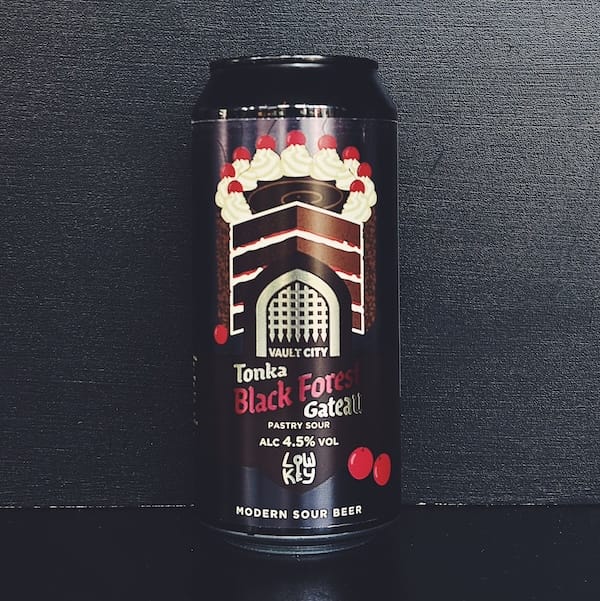 VAULT CITY
Tonka
Black Forest
Gateau
PASTRY SOUR
ALC 4.5% VOL
LOW
KEY
MODERN SOUR BEER